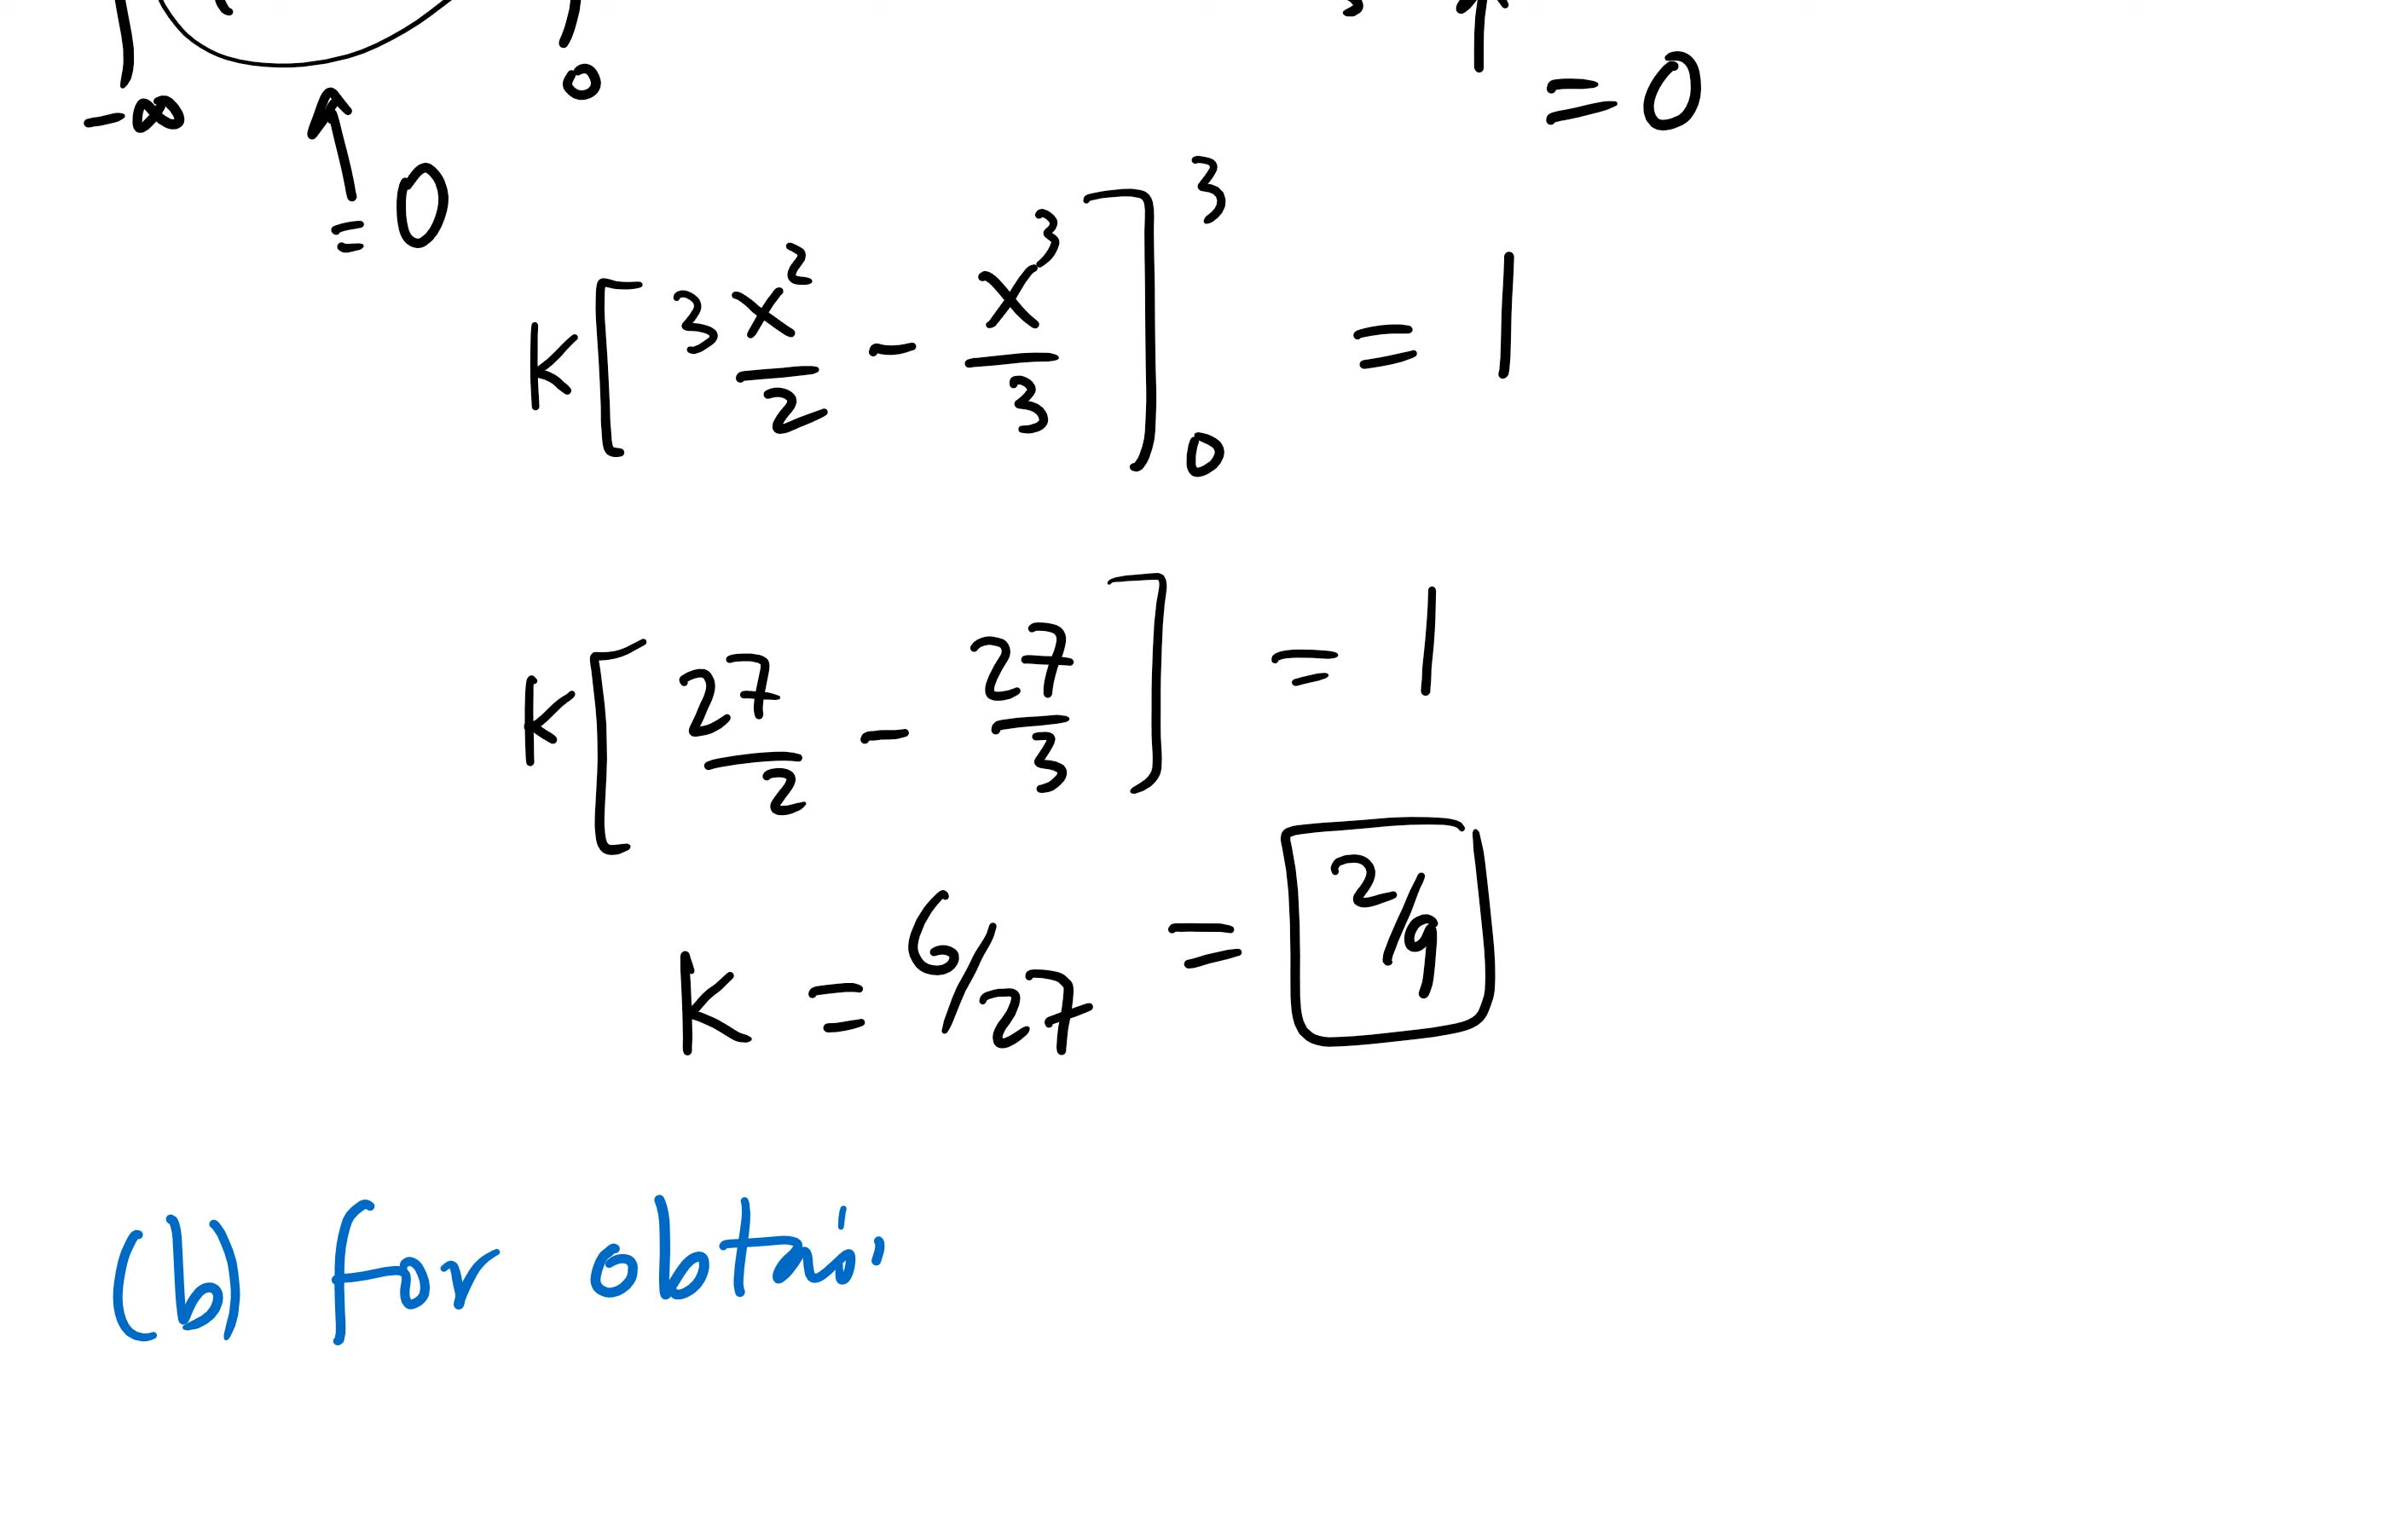 -∞ 0 = 0
= 0
K[3x²/2 - x³/3]₀³ = 1
K[27/2 - 27/3] = 1
K = 6/27 = 2/9
(b) for obtai